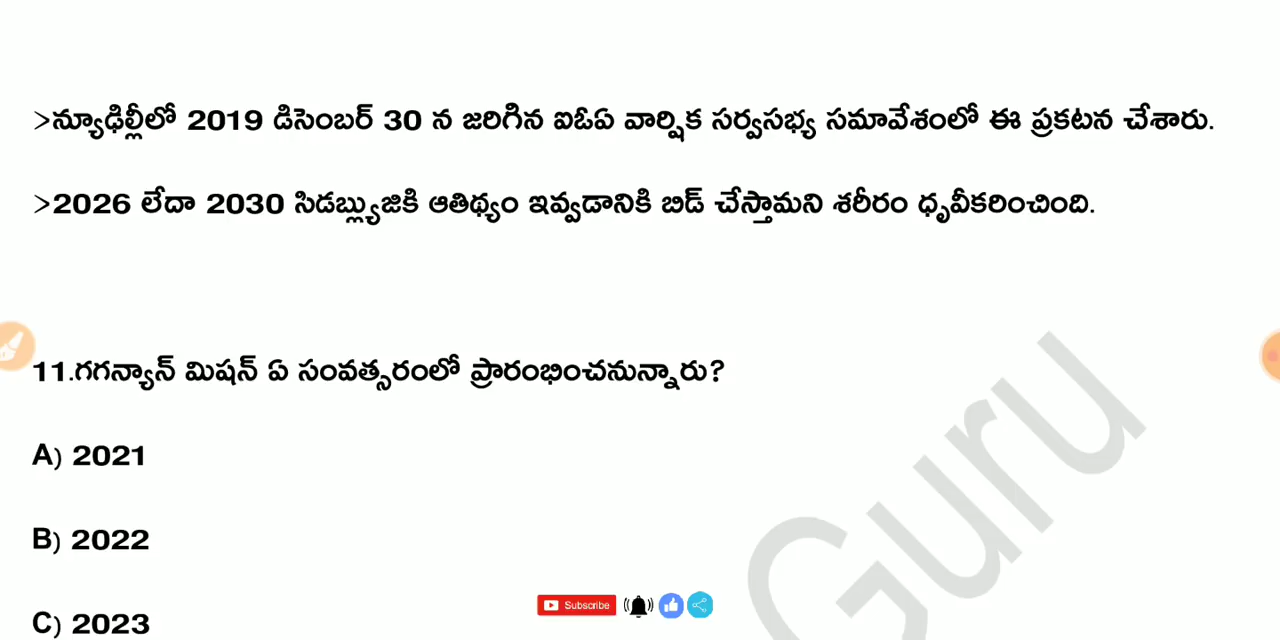 >న్యూఢిల్లీలో 2019 డిసెంబర్ 30 న జరిగిన ఐఓఏ వార్షిక సర్వసభ్య సమావేశంలో ఈ ప్రకటన చేశారు.
>2026 లేదా 2030 సిడబ్ల్యుజికి ఆతిథ్యం ఇవ్వడానికి బిడ్ చేస్తామని శరీరం ధృవీకరించింది.
11.గగన్యాన్ మిషన్ ఏ సంవత్సరంలో ప్రారంభించనున్నారు?
A) 2021
B) 2022
C) 2023
Guru
Subscribe